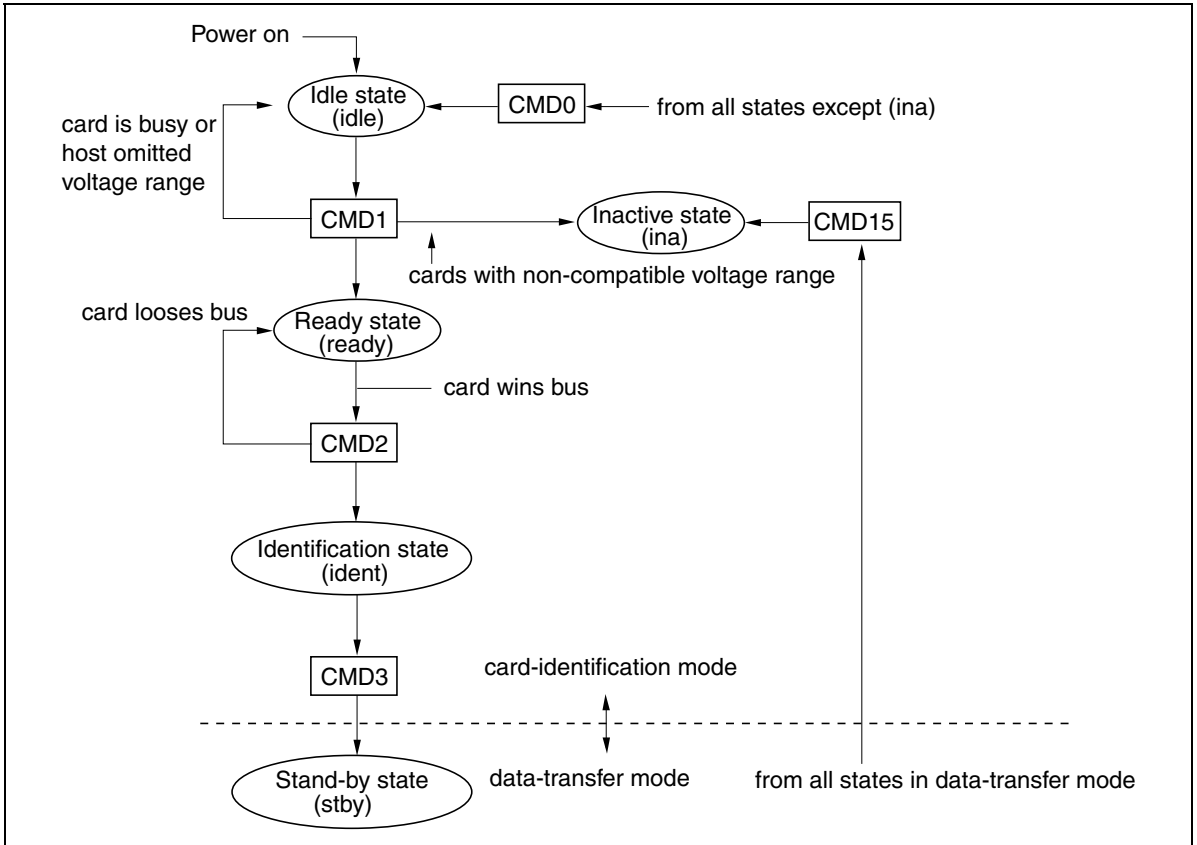 Power on
Idle state
(idle)
CMD0
from all states except (ina)
card is busy or
host omitted
voltage range
CMD1
Inactive state
(ina)
CMD15
cards with non-compatible voltage range
card looses bus
Ready state
(ready)
card wins bus
CMD2
Identification state
(ident)
CMD3
card-identification mode
Stand-by state
(stby)
data-transfer mode
from all states in data-transfer mode